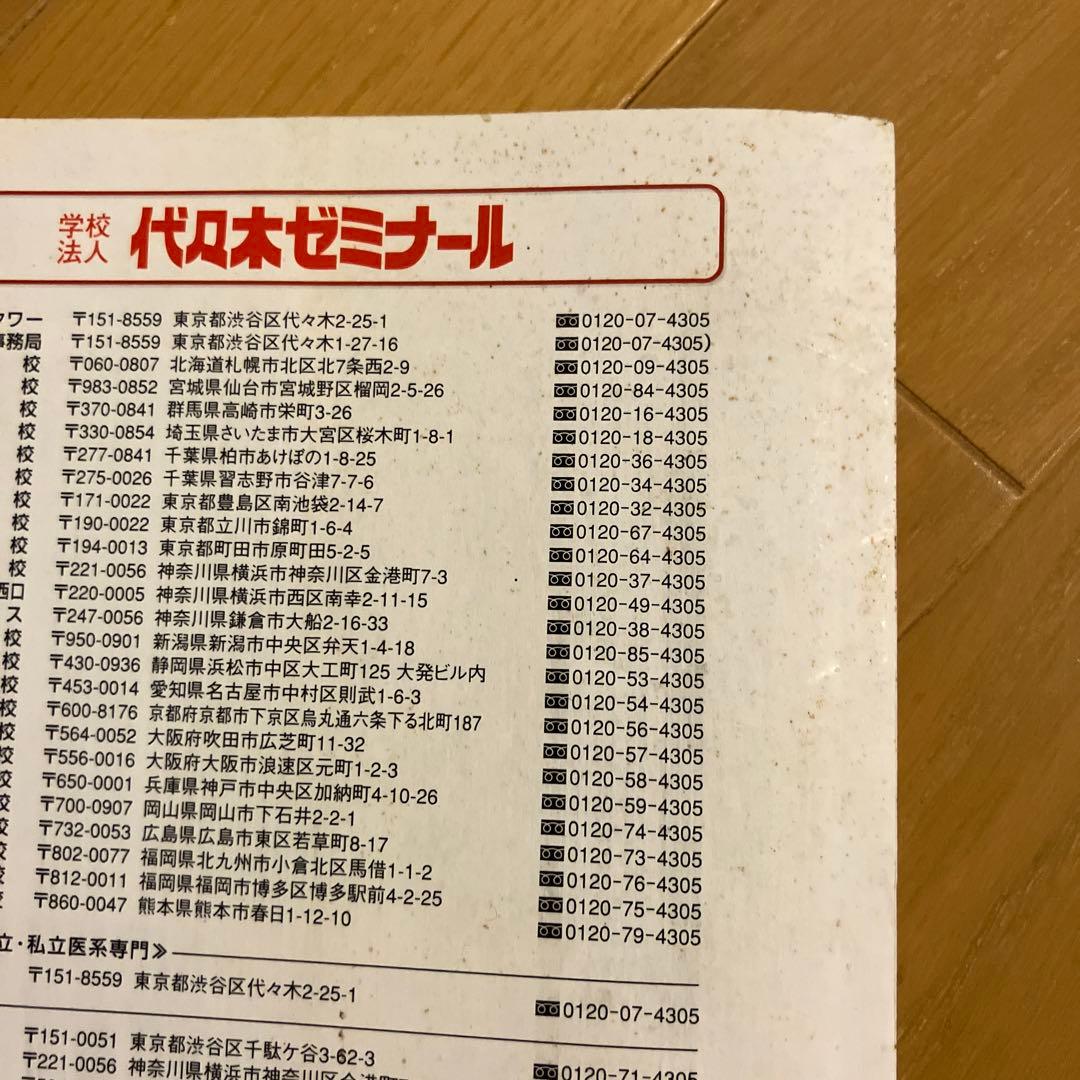 ワー 〒151-8559 東京都渋谷区代々木2-25-1 0120-07-4305
学校法人 代々木ゼミナール
務局 〒151-8559 東京都渋谷区代々木1-27-16 0120-07-4305)
校 〒060-0807 北海道札幌市北区北7条西2-9 0120-09-4305
校 〒983-0852 宮城県仙台市宮城野区榴岡2-5-26 0120-84-4305
校 〒370-0841 群馬県高崎市栄町3-26 0120-16-4305
校 〒330-0854 埼玉県さいたま市大宮区桜木町1-8-1 0120-18-4305
校 〒277-0841 千葉県柏市あけぼの1-8-25 0120-36-4305
校 〒275-0026 千葉県習志野市谷津7-7-6 0120-34-4305
校 〒171-0022 東京都豊島区南池袋2-14-7 0120-32-4305
校 〒190-0022 東京都立川市錦町1-6-4 0120-67-4305
校 〒194-0013 東京都町田市原町田5-2-5 0120-64-4305
校 〒221-0056 神奈川県横浜市神奈川区金港町7-3 0120-37-4305
西口 〒220-0005 神奈川県横浜市西区南幸2-11-15 0120-49-4305
ス 〒247-0056 神奈川県鎌倉市大船2-16-33 0120-38-4305
校 〒950-0901 新潟県新潟市中央区弁天1-4-18 0120-85-4305
校 〒430-0936 静岡県浜松市中区大工町125 大発ビル内 0120-53-4305
校 〒453-0014 愛知県名古屋市中村区則武1-6-3 0120-54-4305
校 〒600-8176 京都府京都市下京区烏丸通六条下る北町187 0120-56-4305
校 〒564-0052 大阪府吹田市広芝町11-32 0120-57-4305
校 〒556-0016 大阪府大阪市浪速区元町1-2-3 0120-58-4305
〒650-0001 兵庫県神戸市中央区加納町4-10-26 0120-59-4305
〒700-0907 岡山県岡山市下石井2-2-1 0120-74-4305
〒732-0053 広島県広島市東区若草町8-17 0120-73-4305
〒802-0077 福岡県北九州市小倉北区馬借1-1-2 0120-76-4305
〒812-0011 福岡県福岡市博多区博多駅前4-2-25 0120-75-4305
〒860-0047 熊本県熊本市春日1-12-10 0120-79-4305
立・私立医系専門》
〒151-8559 東京都渋谷区代々木2-25-1 0120-07-4305
〒151-0051 東京都渋谷区千駄ケ谷3-62-3 0120-71-4305
〒221-0056 神奈川県横浜市神奈川区金港町